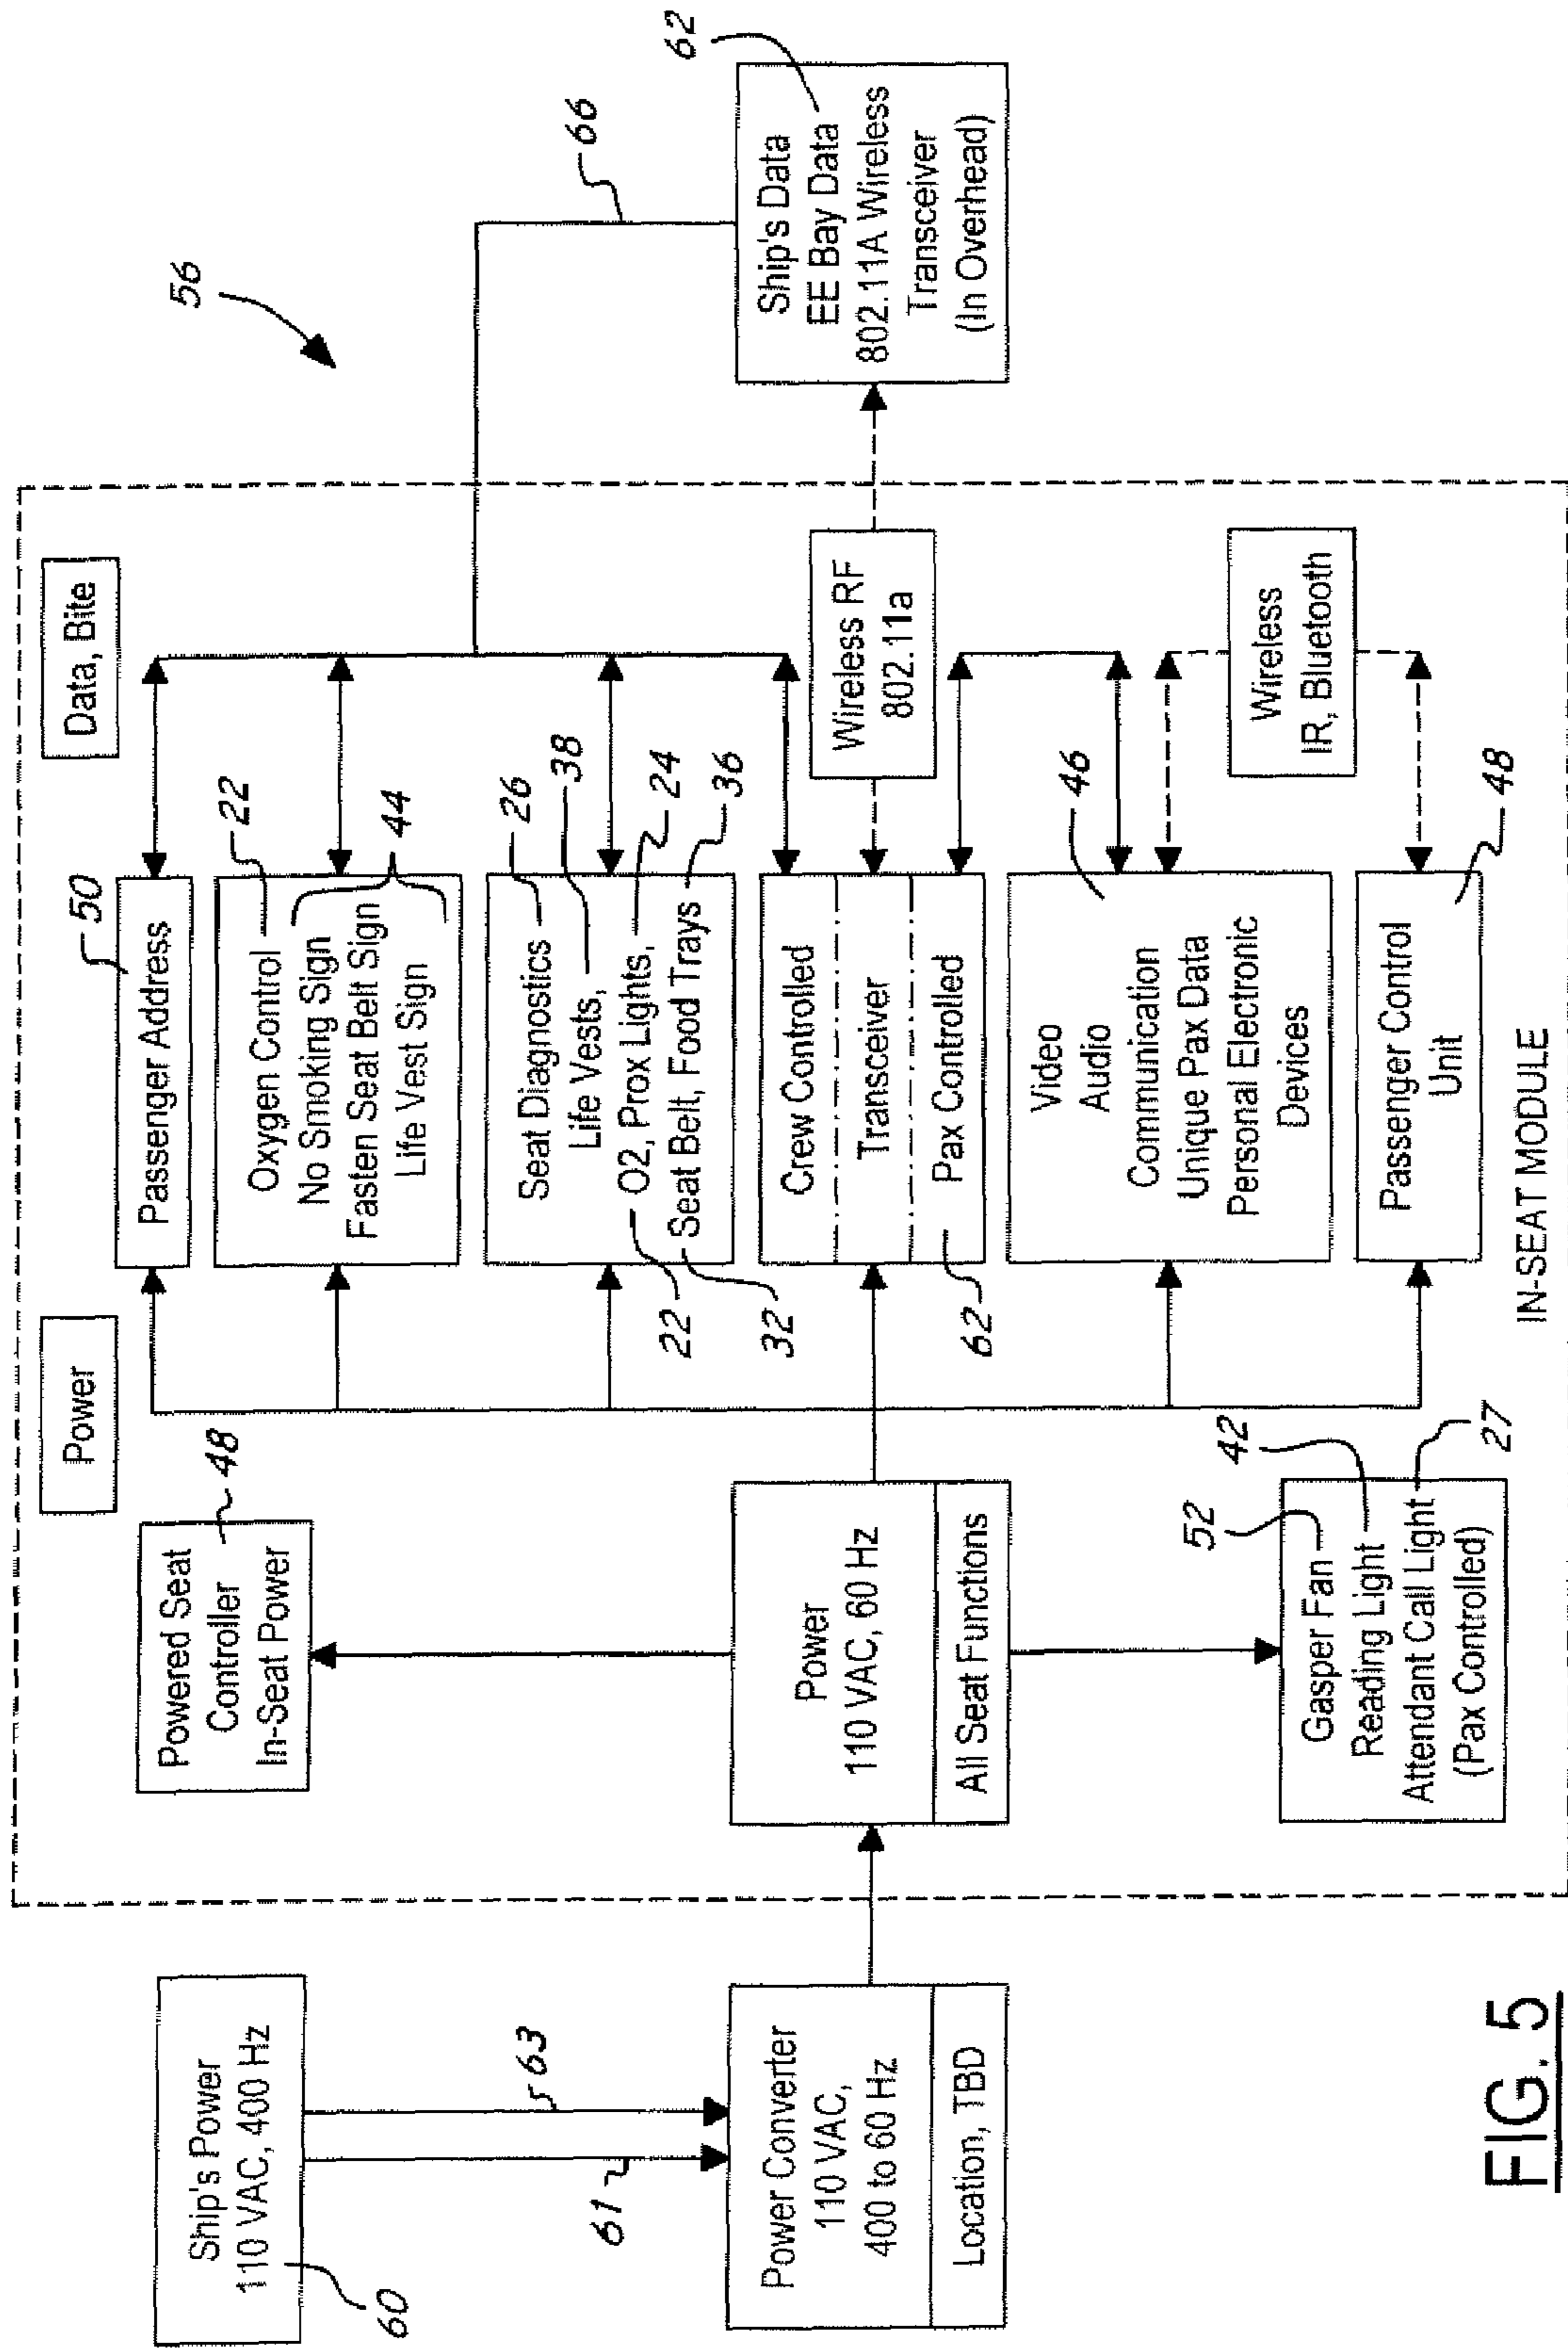 56
Ship's Power
110 VAC, 400 Hz
60
61
63
Power Converter
110 VAC,
400 to 60 Hz
Location, TBD
Power
Powered Seat
Controller
In-Seat Power
48
Power
110 VAC, 60 Hz
All Seat Functions
Gasper Fan
Reading Light
Attendant Call Light
(Pax Controlled)
52
42
27
Data, Bite
Passenger Address
50
Oxygen Control
No Smoking Sign
Fasten Seat Belt Sign
Life Vest Sign
22
44
Seat Diagnostics
Life Vests,
O2, Prox Lights,
Seat Belt, Food Trays
26
38
24
36
22
32
Crew Controlled
Transceiver
Pax Controlled
62
Video
Audio
Communication
Unique Pax Data
Personal Electronic
Devices
46
Passenger Control
Unit
48
Wireless RF
802.11a
Wireless
IR, Bluetooth
IN-SEAT MODULE
66
Ship's Data
EE Bay Data
802.11A Wireless
Transceiver
(In Overhead)
62
FIG. 5